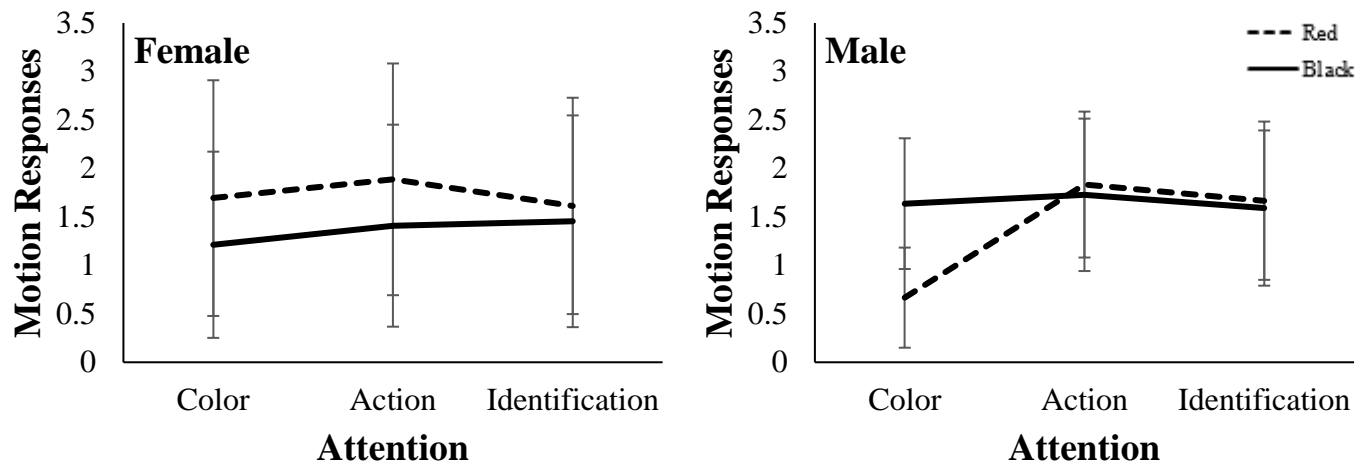 Female
Motion Responses
3.5
3
2.5
2
1.5
1
0.5
0
Color Action Identification
Attention
Male
Red
Black
Motion Responses
3.5
3
2.5
2
1.5
1
0.5
0
Color Action Identification
Attention